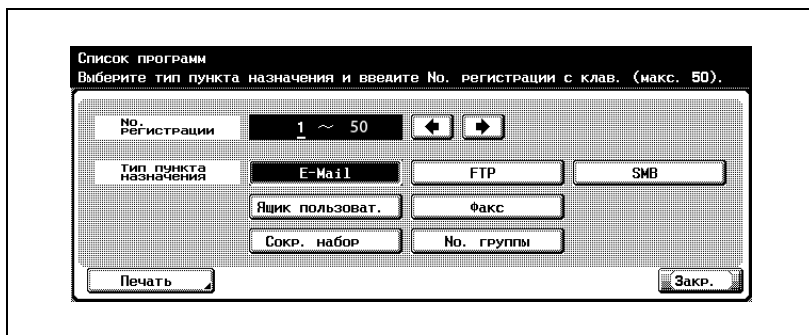 Список программ
Выберите тип пункта назначения и введите No. регистрации с клав. (макс. 50).
No.
регистрации
1 ~ 50
Тип пункта
назначения
E-Mail
FTP
SMB
Ящик пользоват.
Факс
Сокр. набор
No. группы
Печать
Закр.